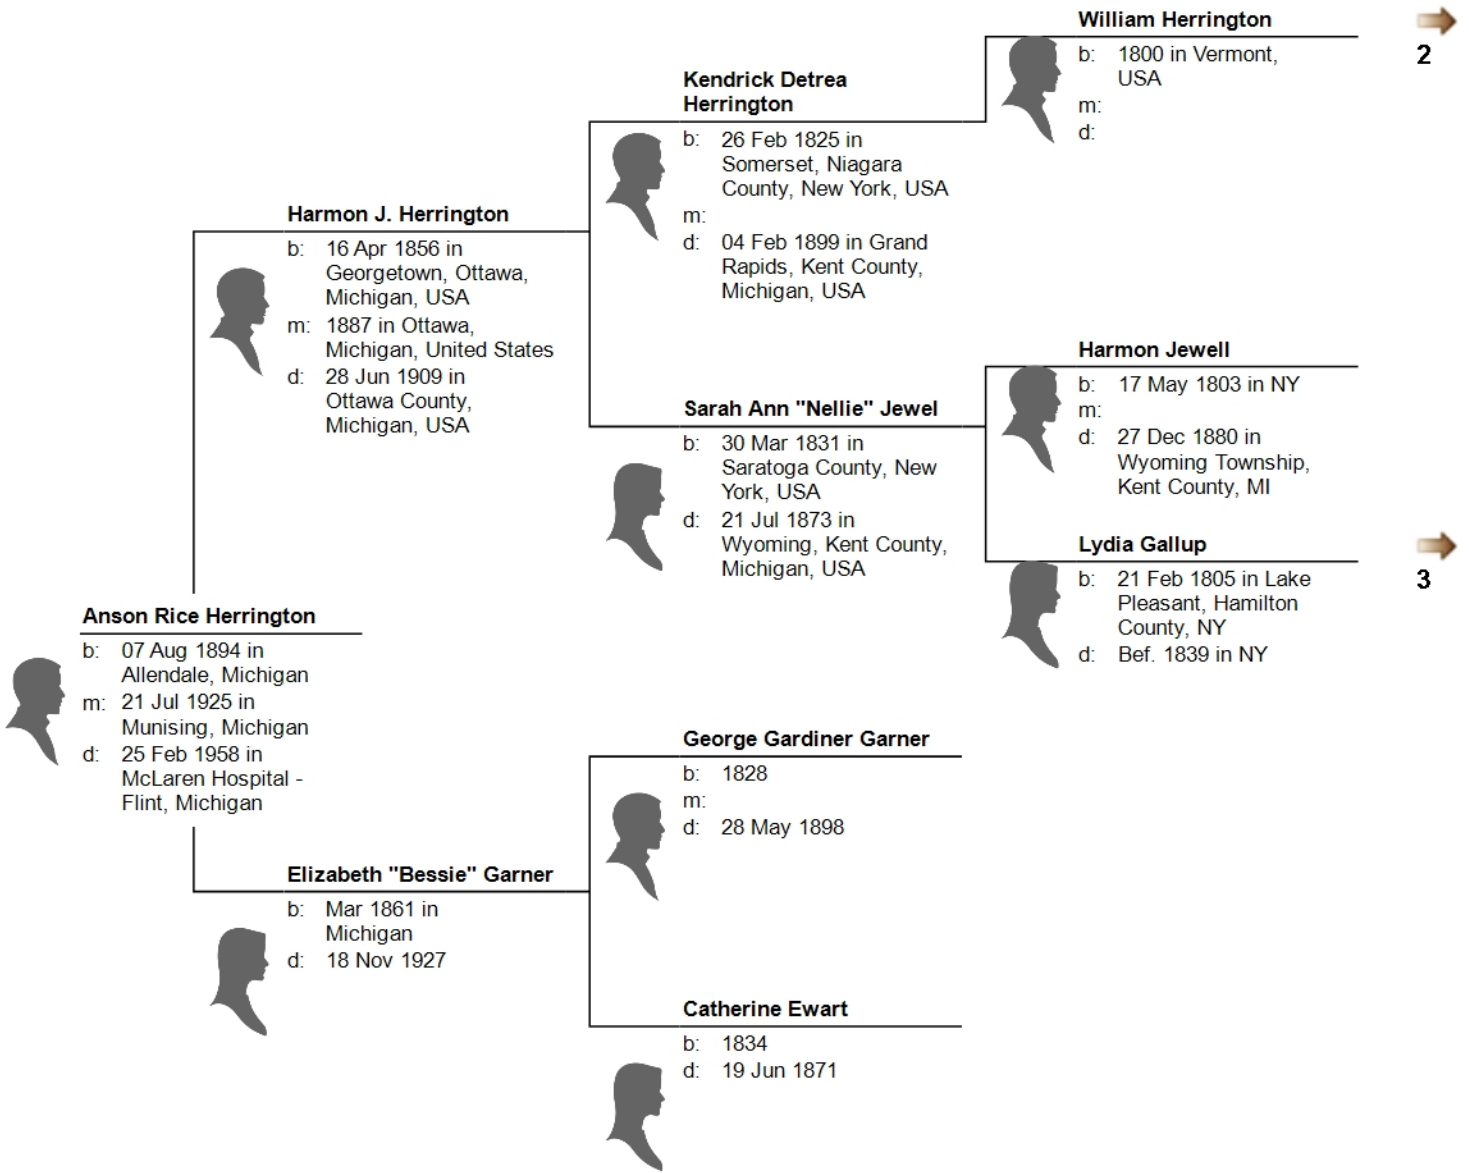 William Herrington
b: 1800 in Vermont,
USA
m:
d:
2
Kendrick Detrea
Herrington
b: 26 Feb 1825 in
Somerset, Niagara
County, New York, USA
m:
d: 04 Feb 1899 in Grand
Rapids, Kent County,
Michigan, USA
Harmon J. Herrington
b: 16 Apr 1856 in
Georgetown, Ottawa,
Michigan, USA
m: 1887 in Ottawa,
Michigan, United States
d: 28 Jun 1909 in
Ottawa County,
Michigan, USA
Harmon Jewell
b: 17 May 1803 in NY
m:
d: 27 Dec 1880 in
Wyoming Township,
Kent County, MI
Sarah Ann "Nellie" Jewel
b: 30 Mar 1831 in
Saratoga County, New
York, USA
d: 21 Jul 1873 in
Wyoming, Kent County,
Michigan, USA
Lydia Gallup
b: 21 Feb 1805 in Lake
Pleasant, Hamilton
County, NY
d: Bef. 1839 in NY
3
Anson Rice Herrington
b: 07 Aug 1894 in
Allendale, Michigan
m: 21 Jul 1925 in
Munising, Michigan
d: 25 Feb 1958 in
McLaren Hospital -
Flint, Michigan
George Gardiner Garner
b: 1828
m:
d: 28 May 1898
Elizabeth "Bessie" Garner
b: Mar 1861 in
Michigan
d: 18 Nov 1927
Catherine Ewart
b: 1834
d: 19 Jun 1871